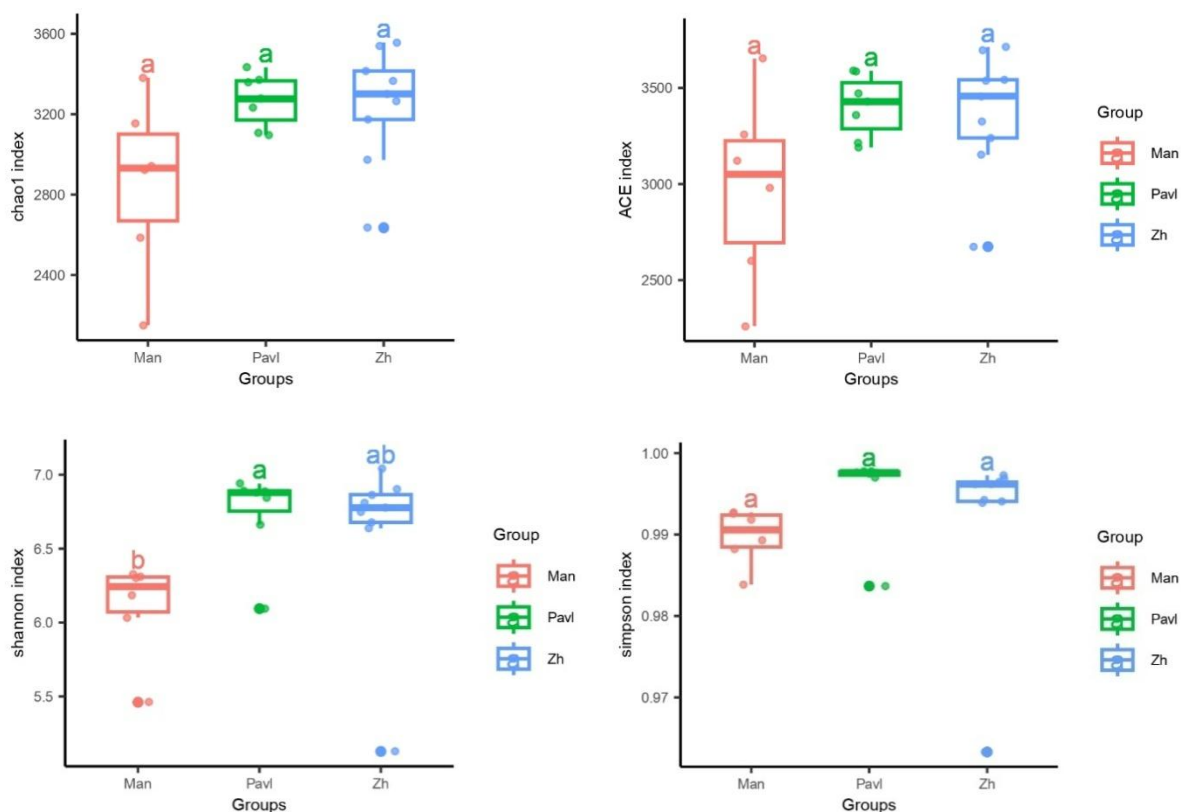 a
a
a
3600
3200
2800
2400
chao1 index
Man
Pavl
Zh
Groups
a
a
a
3500
3000
2500
ACE index
Man
Pavl
Zh
Groups
Group
a Man
a Pavl
a Zh
b
a
ab
7.0
6.5
6.0
5.5
shannon index
Man
Pavl
Zh
Groups
Group
a Man
a Pavl
a Zh
a
a
a
1.00
0.99
0.98
0.97
simpson index
Man
Pavl
Zh
Groups
Group
a Man
a Pavl
a Zh